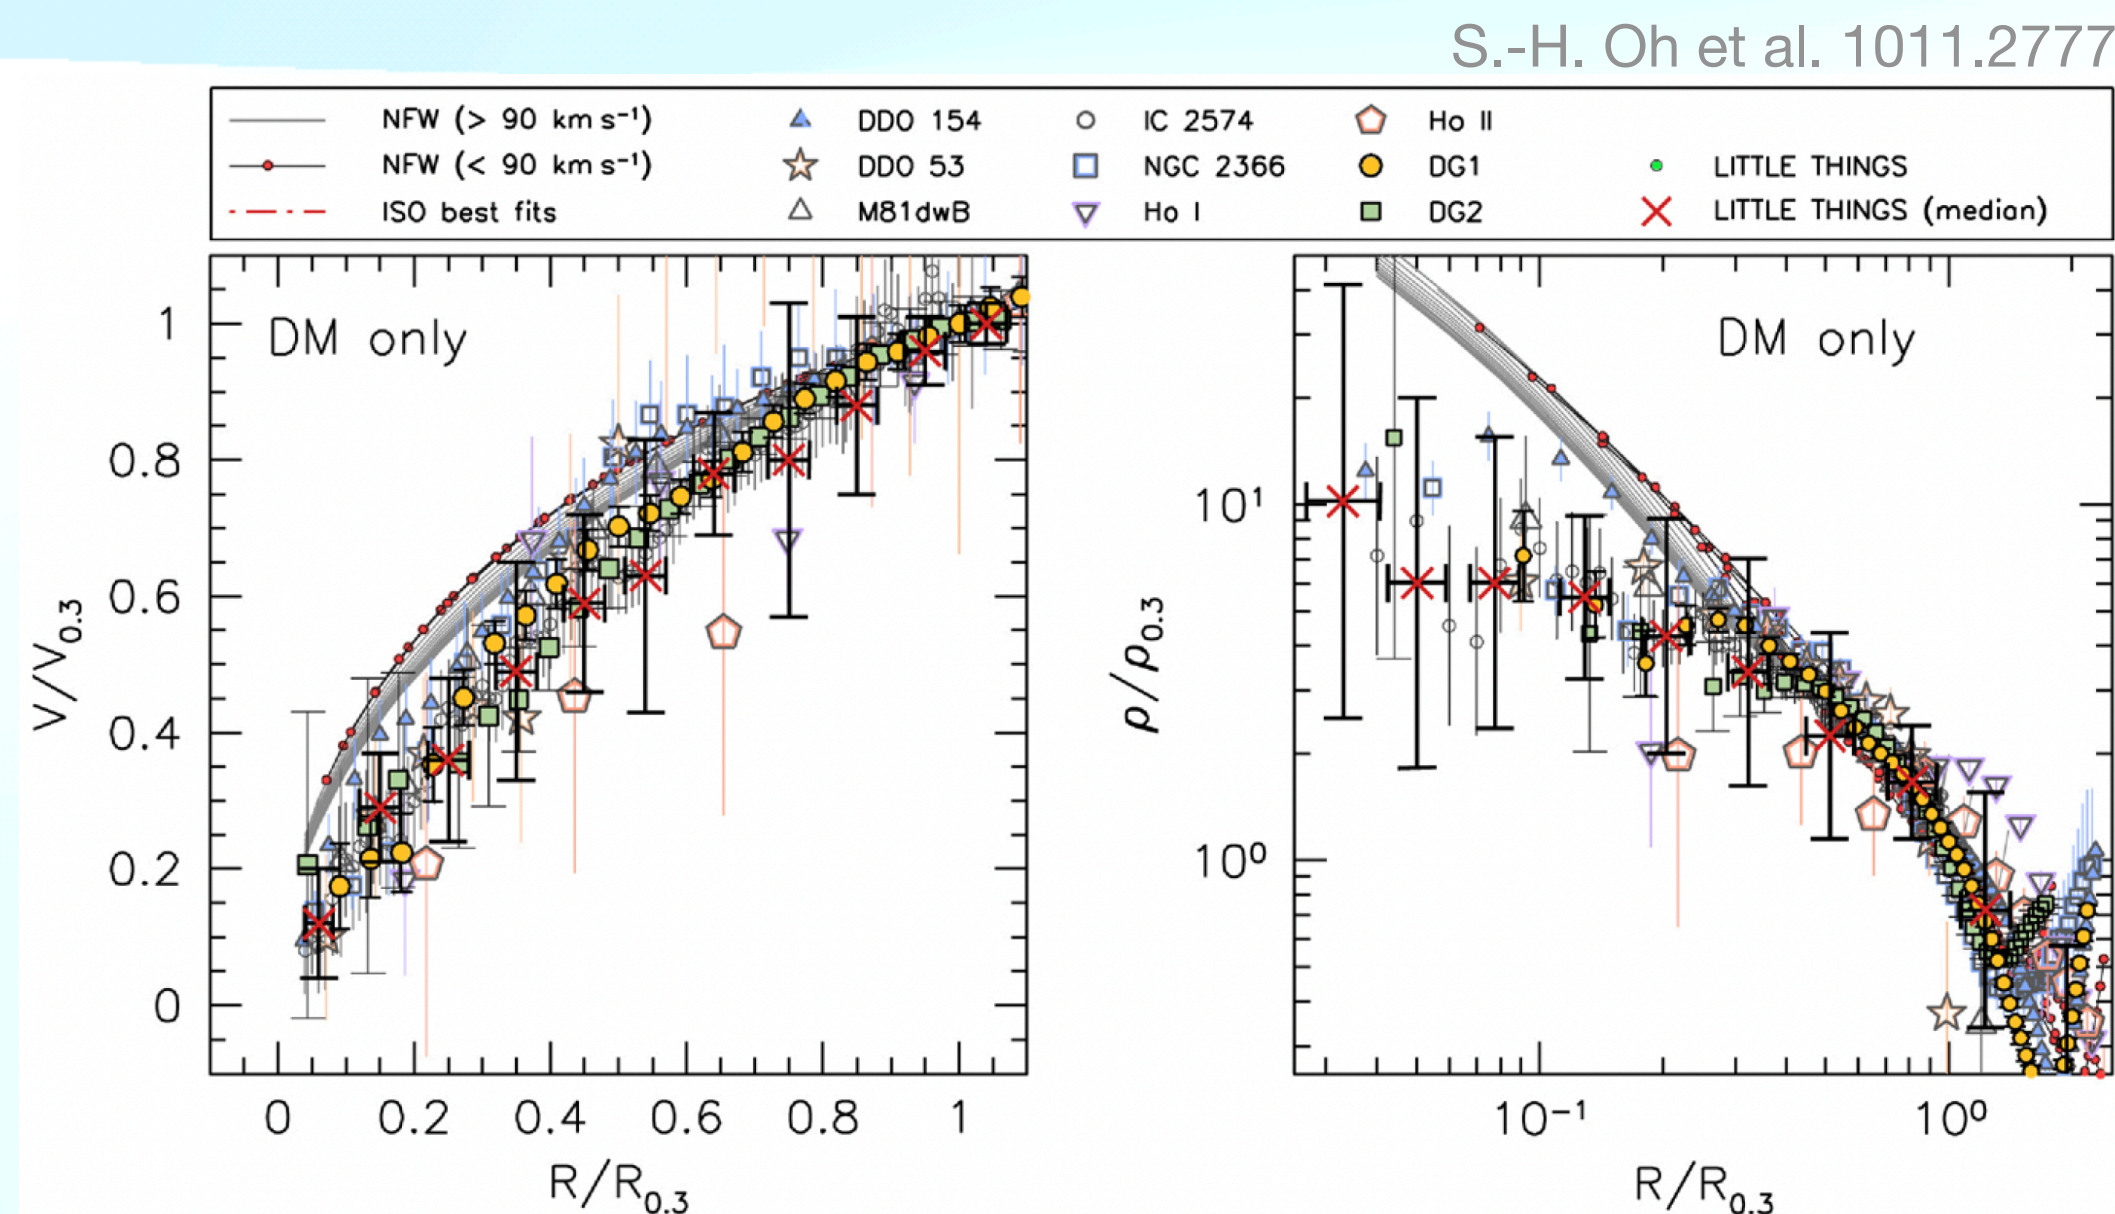 S.-H. Oh et al. 1011.2777
NFW (> 90 km s⁻¹) DDO 154 IC 2574 Ho II
NFW (< 90 km s⁻¹) DDO 53 NGC 2366 DG1 LITTLE THINGS
ISO best fits M81dwB Ho I DG2 LITTLE THINGS (median)
DM only
1
0.8
0.6
0.4
0.2
0
V/V0.3
0 0.2 0.4 0.6 0.8 1
R/R0.3
DM only
10¹
10⁰
ρ/ρ0.3
10⁻¹ 10⁰
R/R0.3